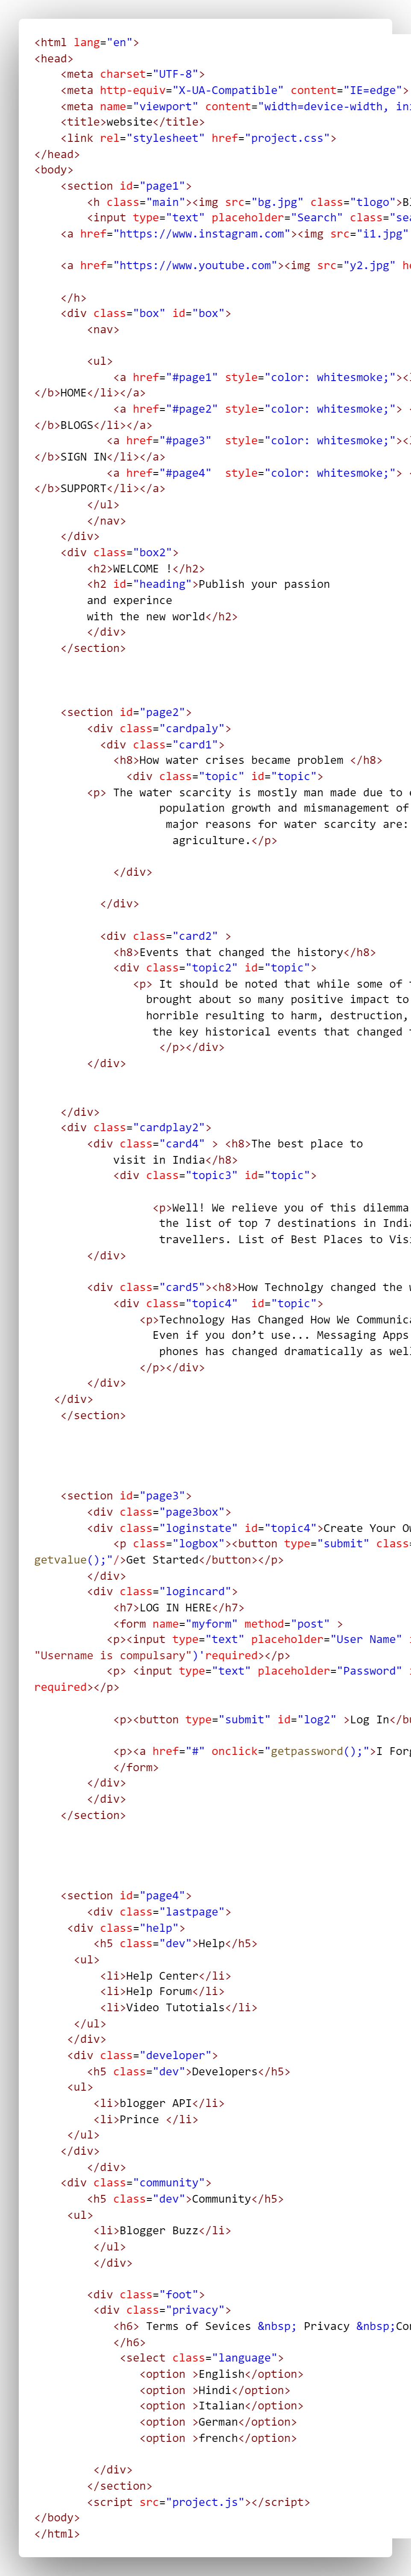 <html lang="en">
<head>
<meta charset="UTF-8">
<meta http-equiv="X-UA-Compatible" content="IE=edge">
<meta name="viewport" content="width=device-width,
<title>website</title>
<link rel="stylesheet" href="project.css">
</head>
<body>
<section id="page1">
<h class="main"><img src="bg.jpg" class="tlogo">
<input type="text" placeholder="Search" class=
<a href="https://www.instagram.com"><img src="i1.jpg"
<a href="https://www.youtube.com"><img src="y2.jpg"
</h>
<div class="box" id="box">
<nav>
<ul>
<a href="#page1" style="color: whitesmoke;">
</b>HOME</li></a>
<a href="#page2" style="color: whitesmoke;"> <
</b>BLOGS</li></a>
<a href="#page3"  style="color: whitesmoke;">
</b>SIGN IN</li></a>
<a href="#page4"  style="color: whitesmoke;"> <
</b>SUPPORT</li></a>
</ul>
</nav>
</div>
<div class="box2">
<h2>WELCOME !</h2>
<h2 id="heading">Publish your passion
and experince
with the new world</h2>
</div>
</section>
<section id="page2">
<div class="cardpaly">
<div class="card1">
<h8>How water crises became problem </h8>
<div class="topic" id="topic">
<p> The water scarcity is mostly man made due to
population growth and mismanagement of
major reasons for water scarcity are:
agriculture.</p>
</div>
</div>
<div class="card2" >
<h8>Events that changed the history</h8>
<div class="topic2" id="topic">
<p> It should be noted that while some of
brought about so many positive impact to
horrible resulting to harm, destruction,
the key historical events that changed
</p></div>
</div>
</div>
<div class="cardplay2">
<div class="card4" > <h8>The best place to
visit in India</h8>
<div class="topic3" id="topic">
<p>Well! We relieve you of this dilemma
the list of top 7 destinations in
travellers. List of Best Places to
</div>
<div class="card5"><h8>How Technolgy changed the
<div class="topic4"  id="topic">
<p>Technology Has Changed How We
Even if you don’t use... Messaging Apps
phones has changed dramatically as
</p></div>
</div>
</div>
</section>
<section id="page3">
<div class="page3box">
<div class="loginstate" id="topic4">Create Your
<p class="logbox"><button type="submit"
getvalue();"/>Get Started</button></p>
</div>
<div class="logincard">
<h7>LOG IN HERE</h7>
<form name="myform" method="post" >
<p><input type="text" placeholder="User Name"
"Username is compulsary")'required></p>
<p> <input type="text" placeholder="Password"
required></p>
<p><button type="submit" id="log2" >Log In
<p><a href="#" onclick="getpassword();">I
</form>
</div>
</div>
</section>
<section id="page4">
<div class="lastpage">
<div class="help">
<h5 class="dev">Help</h5>
<ul>
<li>Help Center</li>
<li>Help Forum</li>
<li>Video Tutotials</li>
</ul>
</div>
<div class="developer">
<h5 class="dev">Developers</h5>
<ul>
<li>blogger API</li>
<li>Prince </li>
</ul>
</div>
</div>
<div class="community">
<h5 class="dev">Community</h5>
<ul>
<li>Blogger Buzz</li>
</ul>
</div>
<div class="foot">
<div class="privacy">
<h6> Terms of Sevices &nbsp; Privacy &nbsp;
</h6>
<select class="language">
<option >English</option>
<option >Hindi</option>
<option >Italian</option>
<option >German</option>
<option >french</option>
</div>
</section>
<script src="project.js"></script>
</body>
</html>